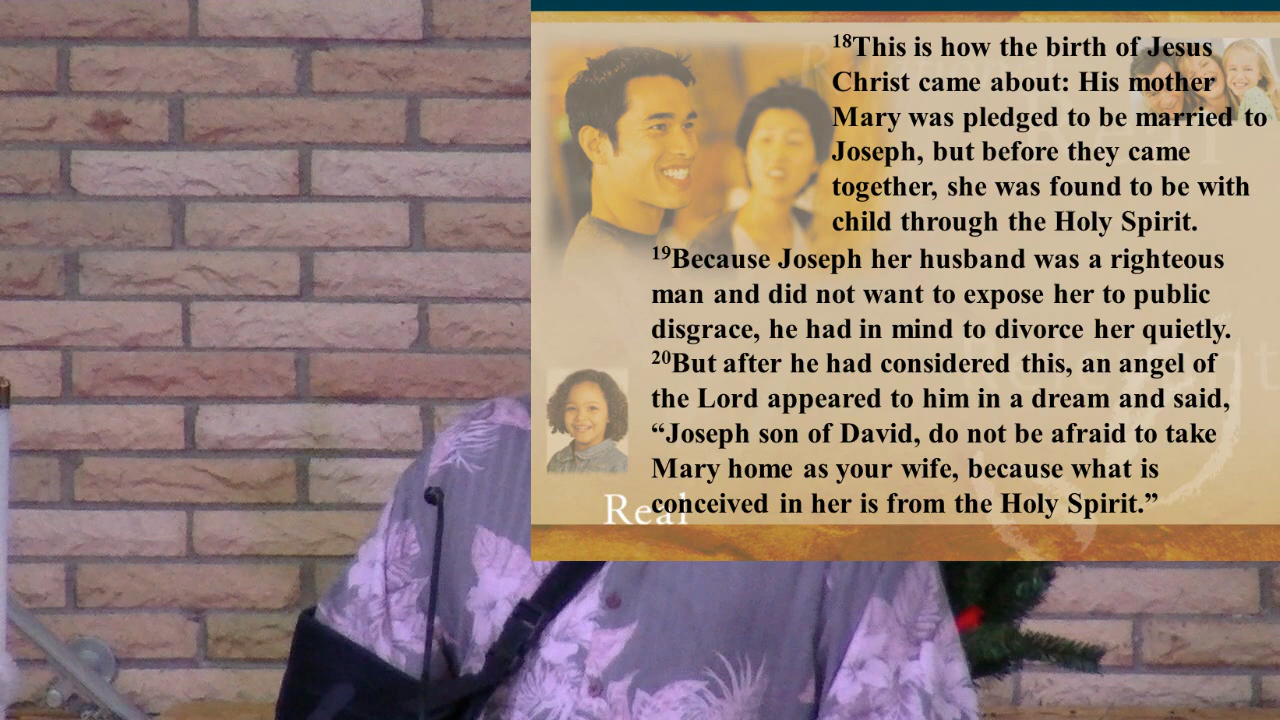 18This is how the birth of Jesus
Christ came about: His mother
Mary was pledged to be married to
Joseph, but before they came
together, she was found to be with
child through the Holy Spirit.
19Because Joseph her husband was a righteous
man and did not want to expose her to public
disgrace, he had in mind to divorce her quietly.
20But after he had considered this, an angel of
the Lord appeared to him in a dream and said,
“Joseph son of David, do not be afraid to take
Mary home as your wife, because what is
conceived in her is from the Holy Spirit.”
Real